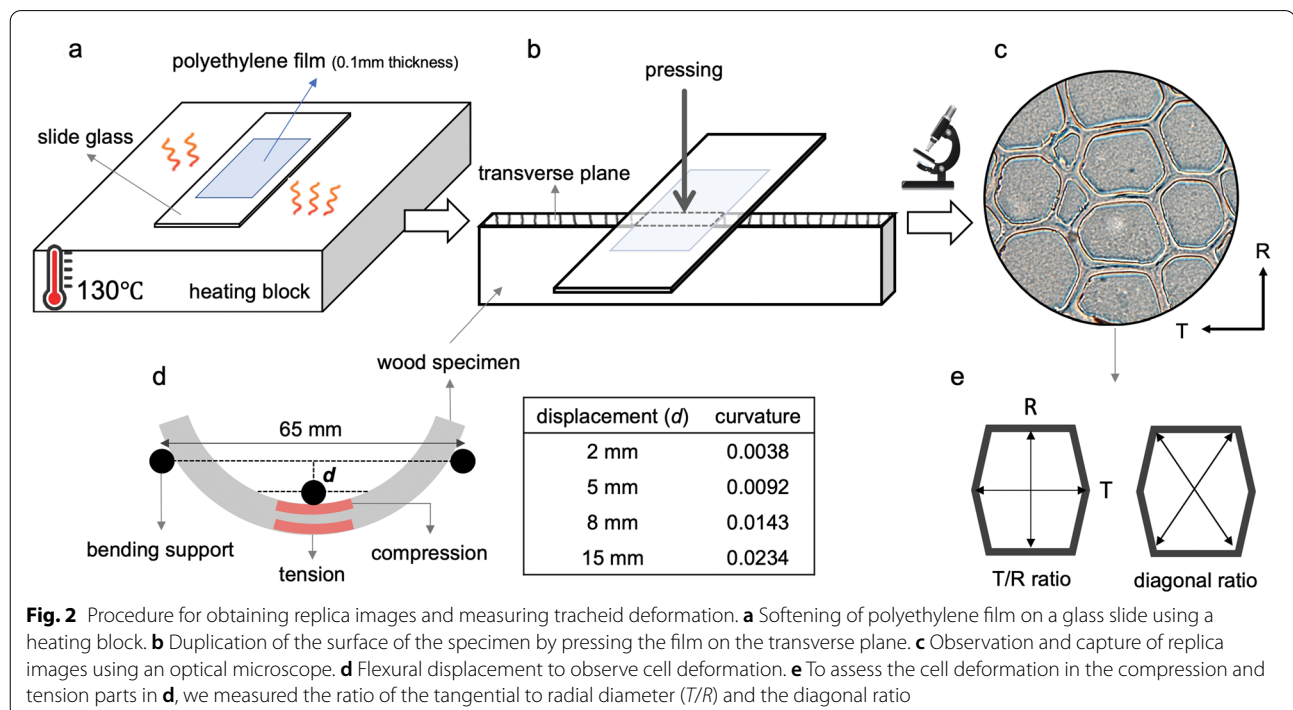 a
polyethylene film (0.1mm thickness)
slide glass
130°C
heating block
b
pressing
transverse plane
wood specimen
c
R
T
d
65 mm
d
bending support
tension
compression
displacement (d) curvature
2 mm 0.0038
5 mm 0.0092
8 mm 0.0143
15 mm 0.0234
e
R
T
T/R ratio
diagonal ratio
Fig. 2 Procedure for obtaining replica images and measuring tracheid deformation. a Softening of polyethylene film on a glass slide using a
heating block. b Duplication of the surface of the specimen by pressing the film on the transverse plane. c Observation and capture of replica
images using an optical microscope. d Flexural displacement to observe cell deformation. e To assess the cell deformation in the compression and
tension parts in d, we measured the ratio of the tangential to radial diameter (T/R) and the diagonal ratio